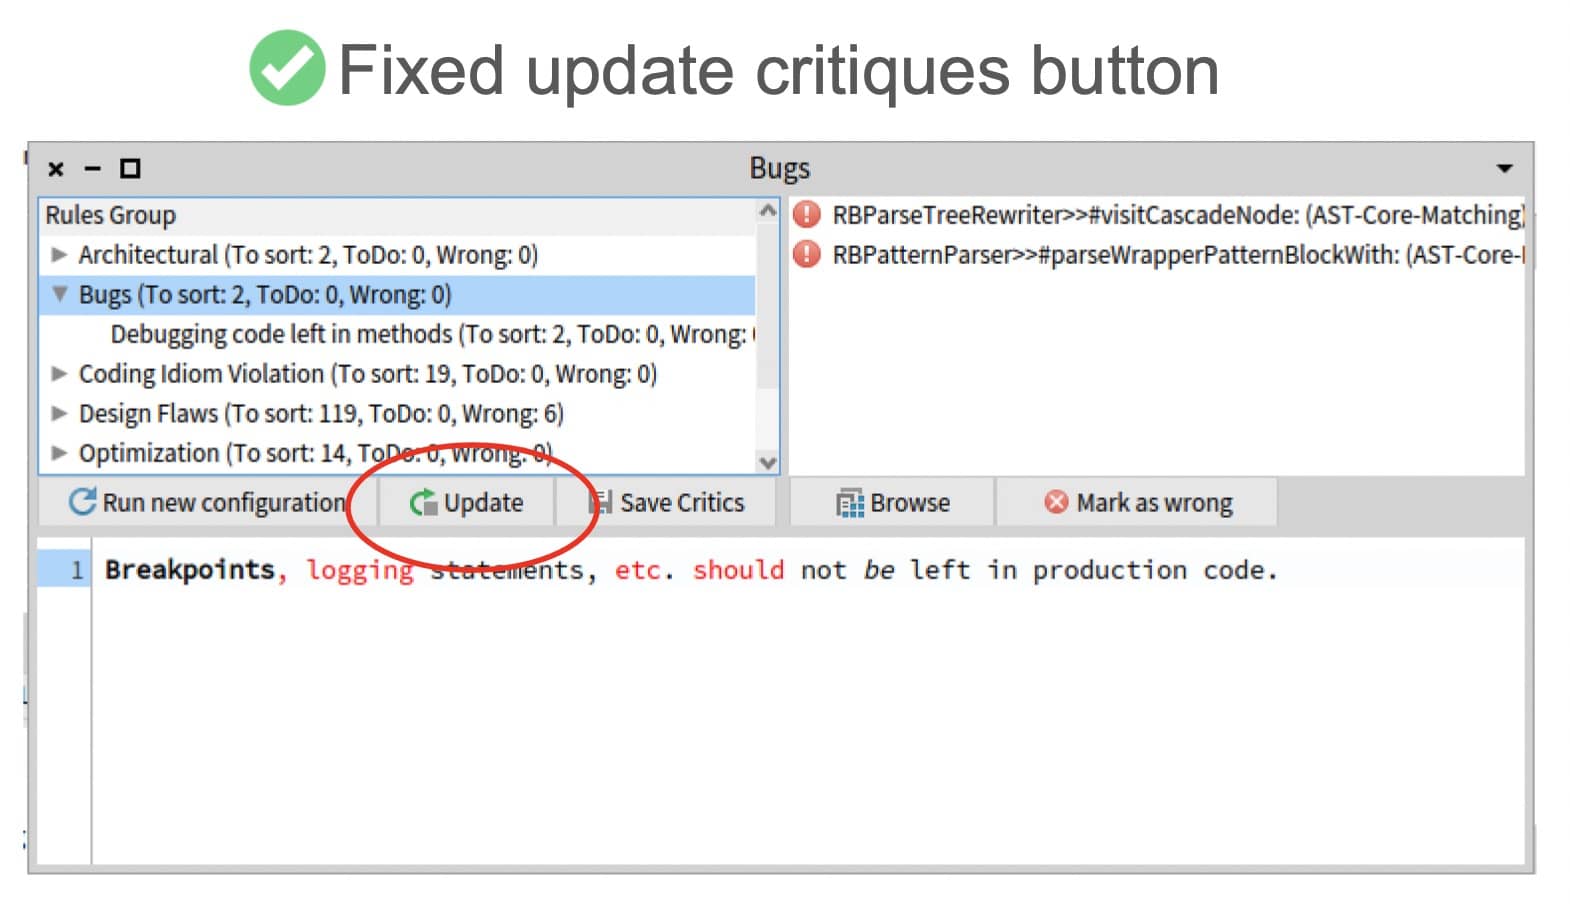 Fixed update critiques button
Bugs
Rules Group
Architectural (To sort: 2, ToDo: 0, Wrong: 0)
Bugs (To sort: 2, ToDo: 0, Wrong: 0)
Debugging code left in methods (To sort: 2, ToDo: 0, Wrong:
Coding Idiom Violation (To sort: 19, ToDo: 0, Wrong: 0)
Design Flaws (To sort: 119, ToDo: 0, Wrong: 6)
Optimization (To sort: 14, ToDo: 0, Wrong: 0)
RBParseTreeRewriter>>#visitCascadeNode: (AST-Core-Matching)
RBPatternParser>>#parseWrapperPatternBlockWith: (AST-Core-
Run new configuration Update Save Critics Browse Mark as wrong
1 Breakpoints, logging statements, etc. should not be left in production code.